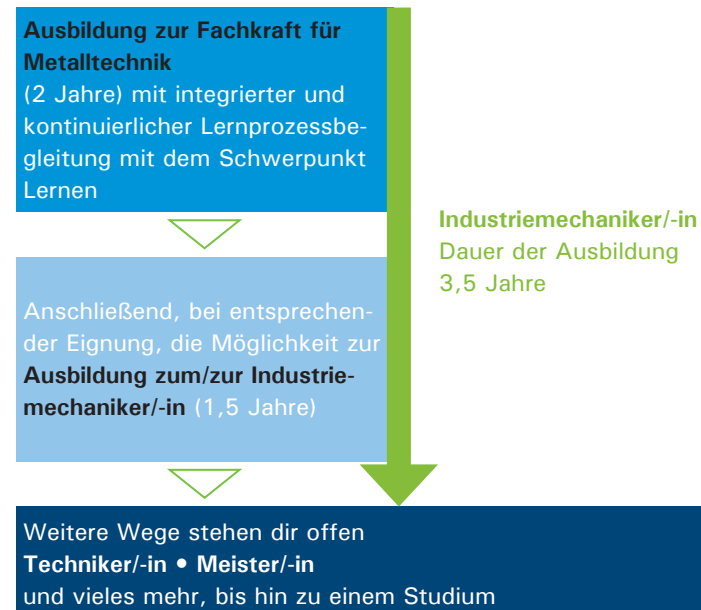 Ausbildung zur Fachkraft für
Metalltechnik
(2 Jahre) mit integrierter und
kontinuierlicher Lernprozessbe-
gleitung mit dem Schwerpunkt
Lernen
Industriemechaniker/-in
Dauer der Ausbildung
3,5 Jahre
Anschließend, bei entsprechen-
der Eignung, die Möglichkeit zur
Ausbildung zum/zur Industrie-
mechaniker/-in (1,5 Jahre)
Weitere Wege stehen dir offen
Techniker/-in • Meister/-in
und vieles mehr, bis hin zu einem Studium